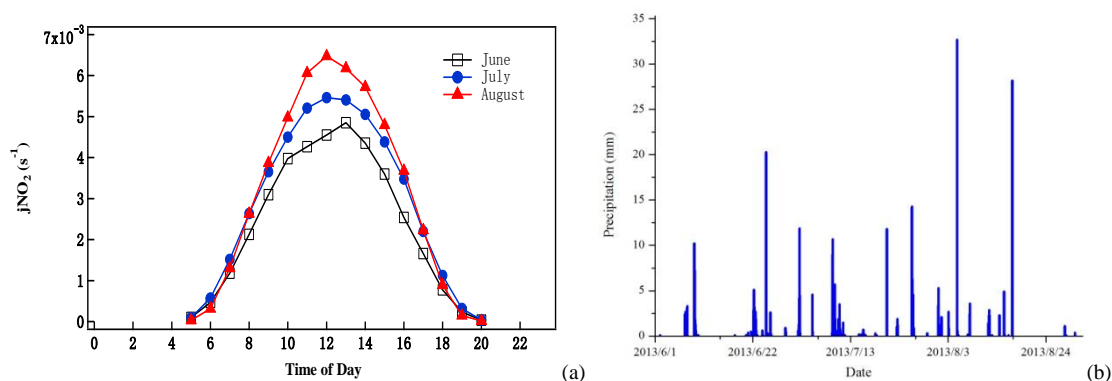 7x10⁻³
6
5
4
3
2
1
0
jNO₂ (s⁻¹)
June
July
August
0 2 4 6 8 10 12 14 16 18 20 22
Time of Day
(a)
35
30
25
20
15
10
5
0
Precipitation (mm)
2013/6/1 2013/6/22 2013/7/13 2013/8/3 2013/8/24
Date
(b)